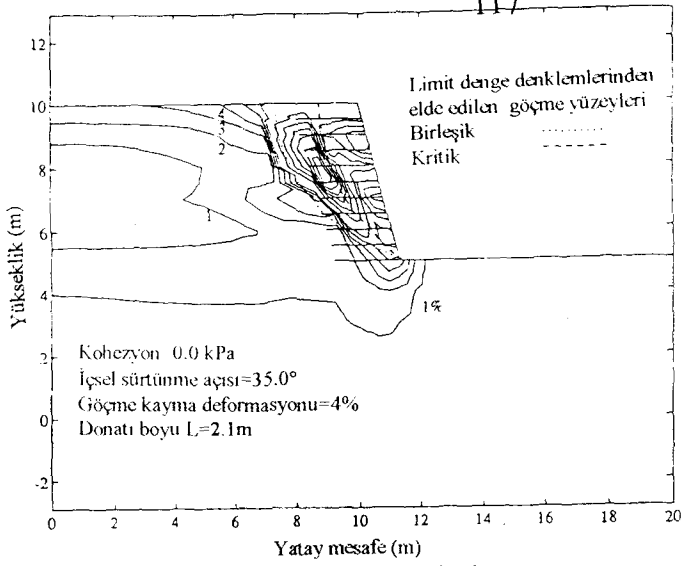 12
Limit denge denklemlerinden
elde edilen göçme yüzeyleri
Birleşik
Kritik
10
4
3
2
8
1
6
4
1%
Yükseklik (m)
Kohezyon 0.0 kPa
İçsel sürtünme açısı=35.0°
Göçme kayma deformasyonu=4%
Donatı boyu L=2.1m
2
0
-2
0 2 4 6 8 10 12 14 16 18 20
Yatay mesafe (m)